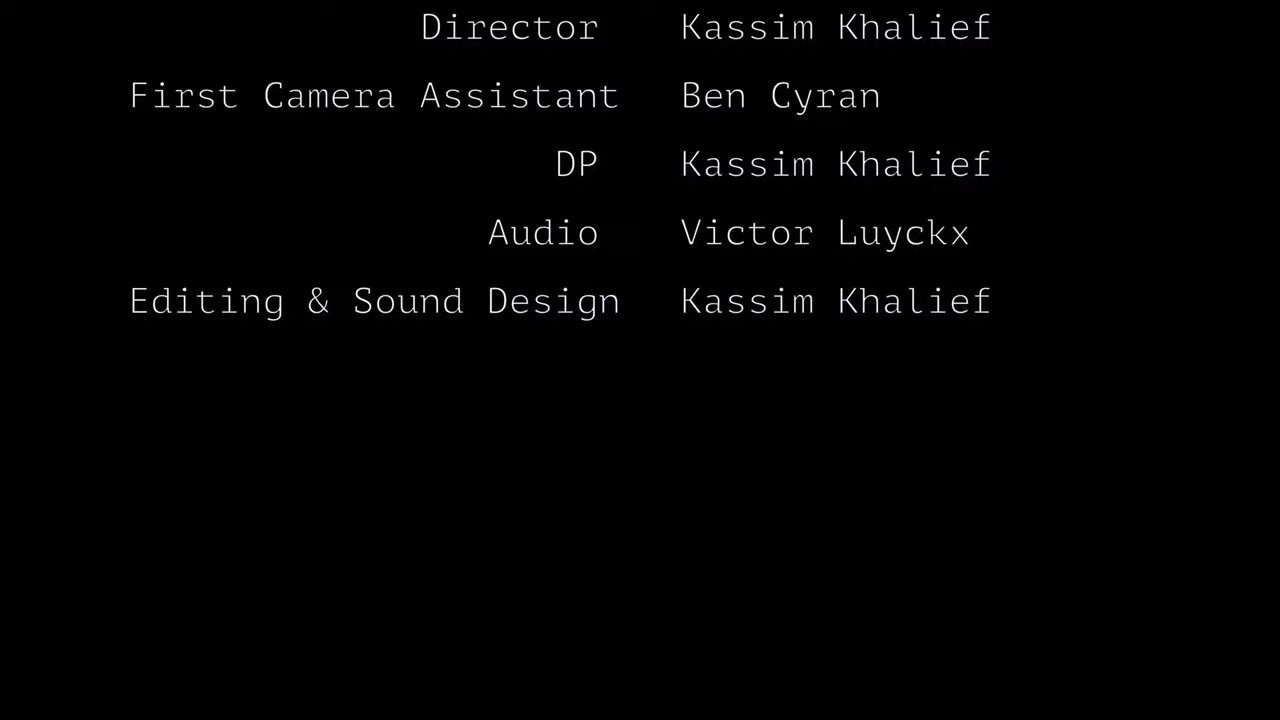 Director Kassim Khalief
First Camera Assistant Ben Cyran
DP Kassim Khalief
Audio Victor Luyckx
Editing & Sound Design Kassim Khalief